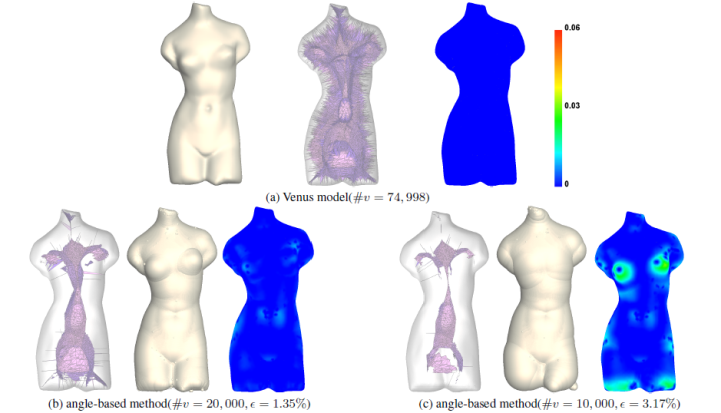 0.06
0.03
0
(a) Venus model(#v = 74, 998)
(b) angle-based method(#v = 20, 000, ϵ = 1.35%)
(c) angle-based method(#v = 10, 000, ϵ = 3.17%)